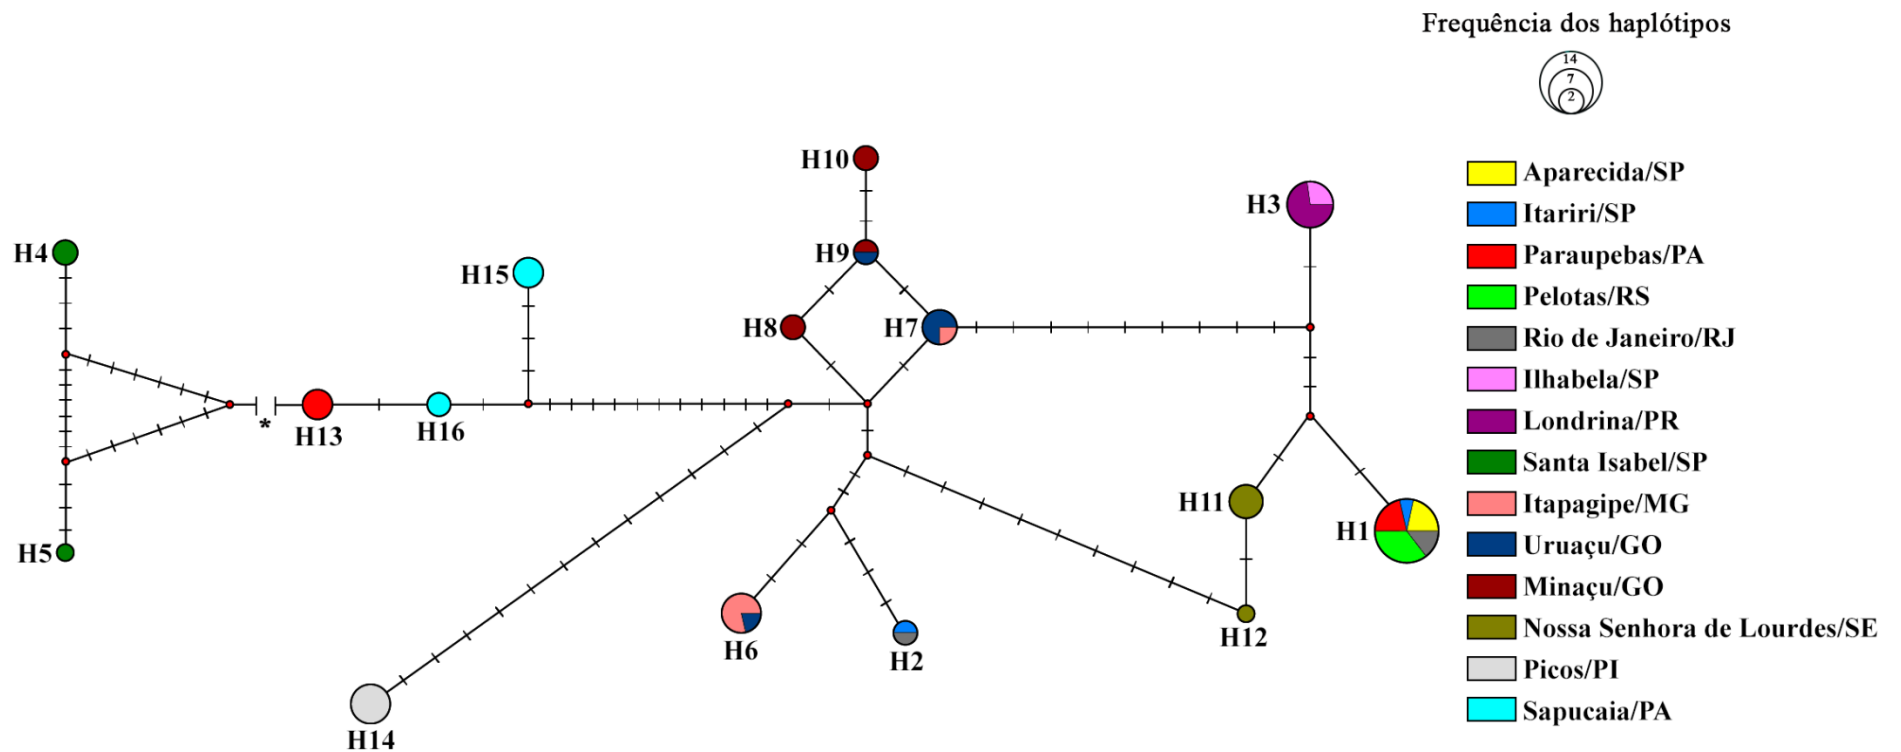 Frequência dos haplótipos
14
7
2
H10
Aparecida/SP
H3
Itariri/SP
H4
H9
Paraupebas/PA
H15
Pelotas/RS
H8
H7
Rio de Janeiro/RJ
Ilhabela/SP
*
H13
H16
Londrina/PR
Santa Isabel/SP
H11
Itapagipe/MG
H5
H1
Uruaçu/GO
Minaçu/GO
H6
H2
H12
Nossa Senhora de Lourdes/SE
H14
Picos/PI
Sapucaia/PA